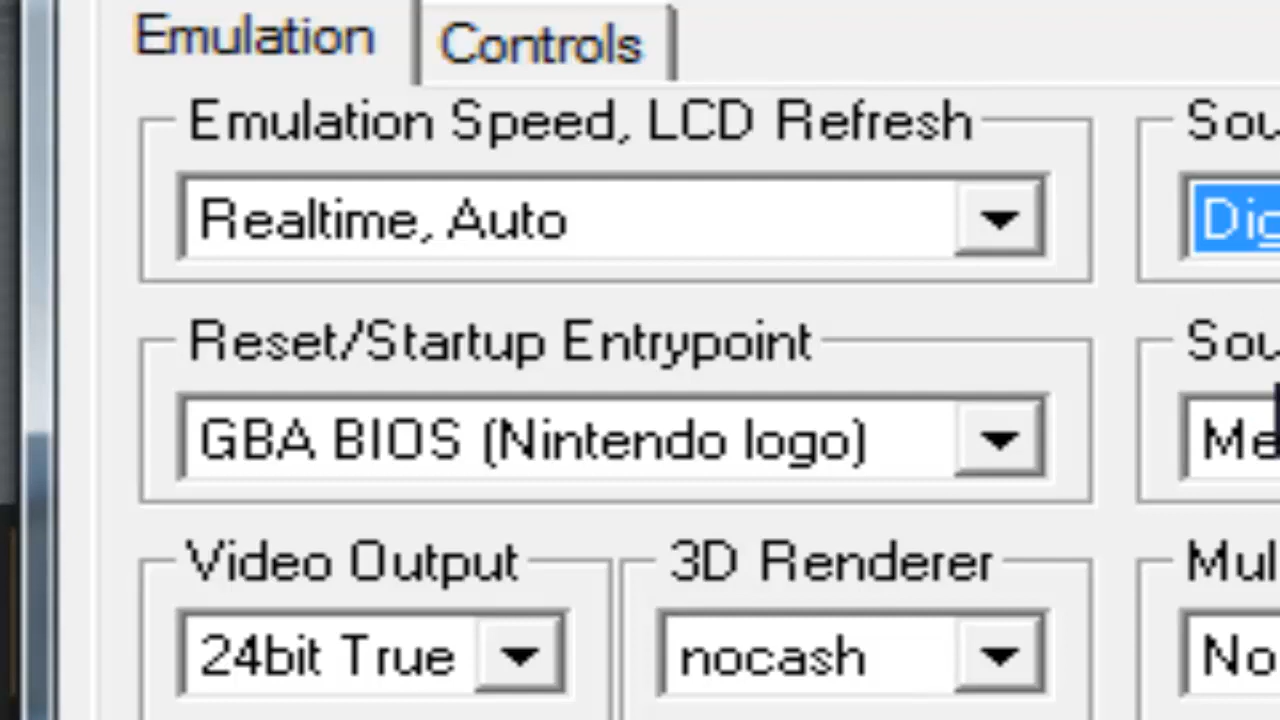 Emulation Controls
Emulation Speed, LCD Refresh
Realtime, Auto
Reset/Startup Entrypoint
GBA BIOS (Nintendo logo)
Video Output 3D Renderer
24bit True nocash